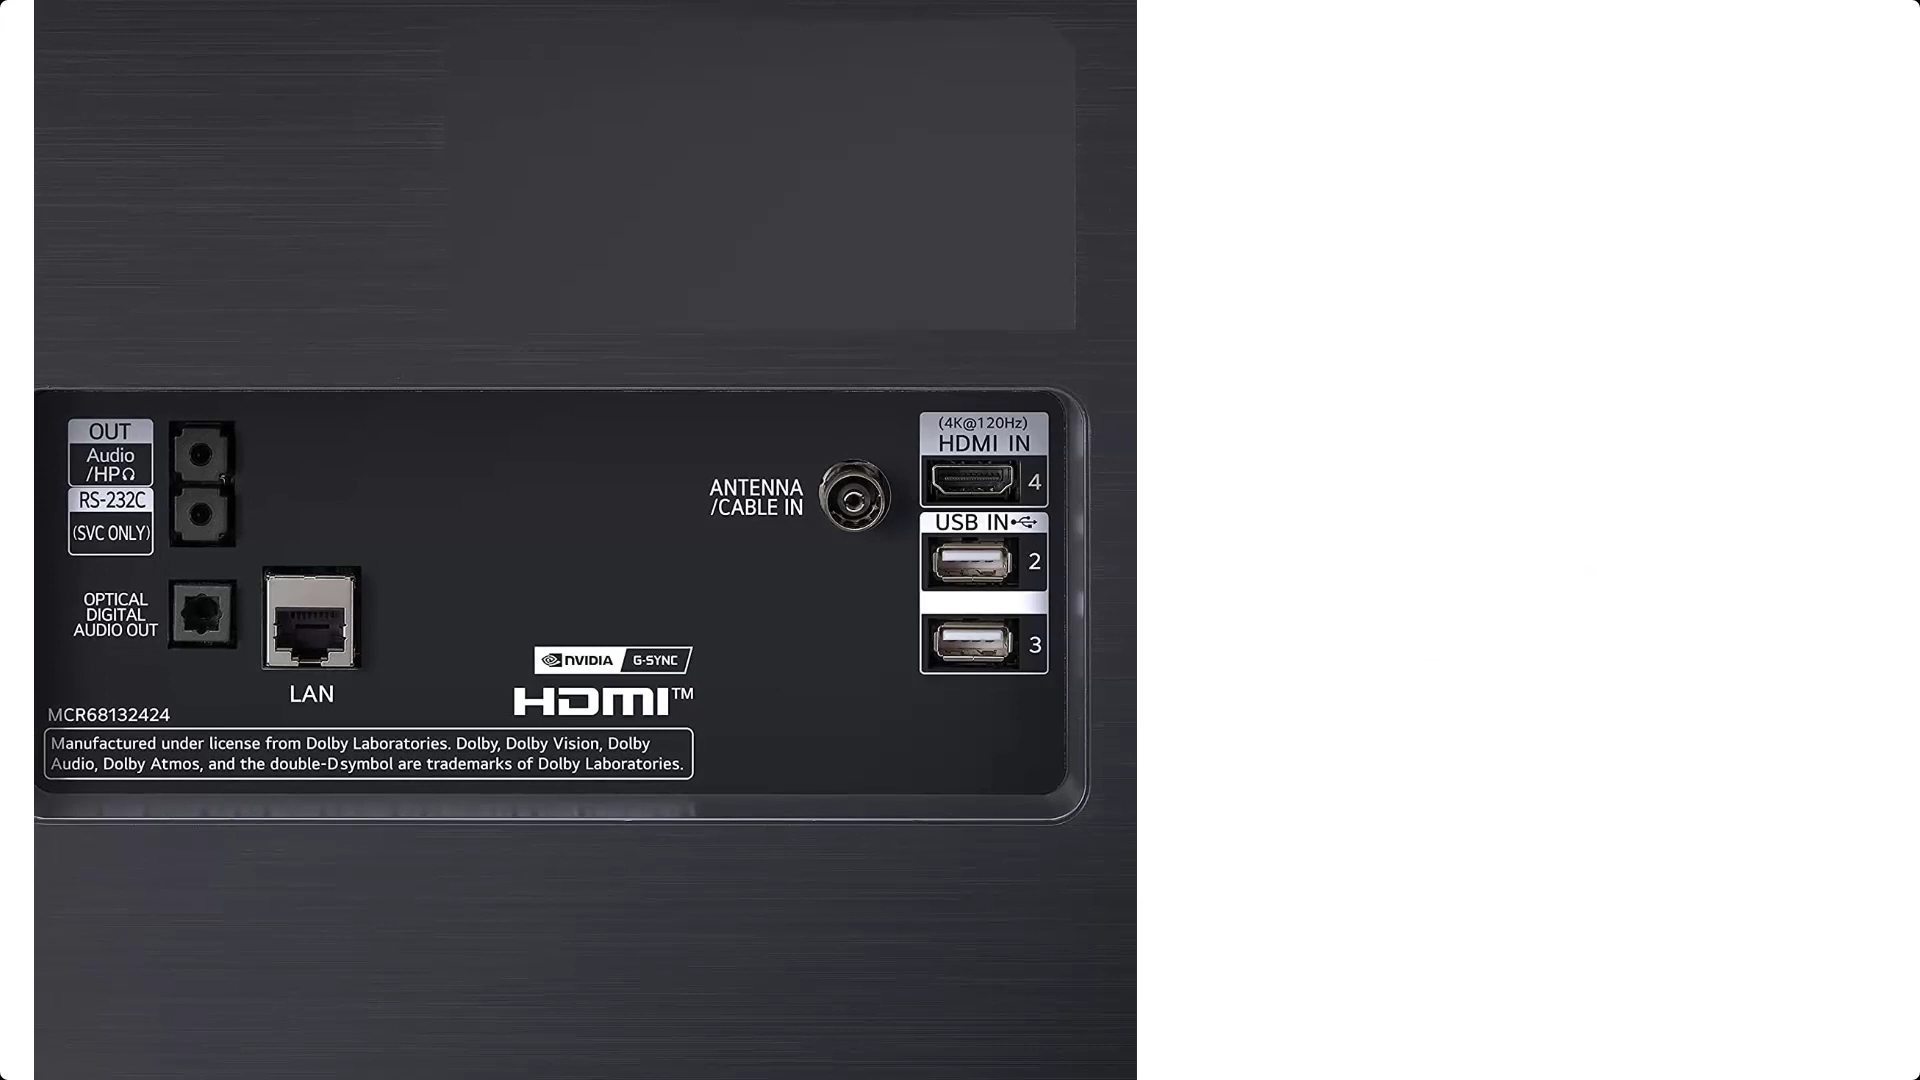 OUT
Audio
/HP
RS-232C
(SVC ONLY)
OPTICAL
DIGITAL
AUDIO OUT
LAN
MCR68132424
NVIDIA G-SYNC
HDMI™
Manufactured under license from Dolby Laboratories. Dolby, Dolby Vision, Dolby
Audio, Dolby Atmos, and the double-D symbol are trademarks of Dolby Laboratories.
ANTENNA
/CABLE IN
(4K@120Hz)
HDMI IN
4
USB IN
2
3